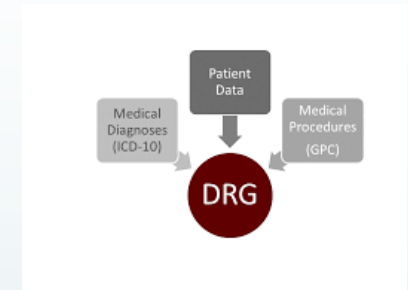 Patient
Data
Medical
Diagnoses
(ICD-10)
Medical
Procedures
(GPC)
DRG